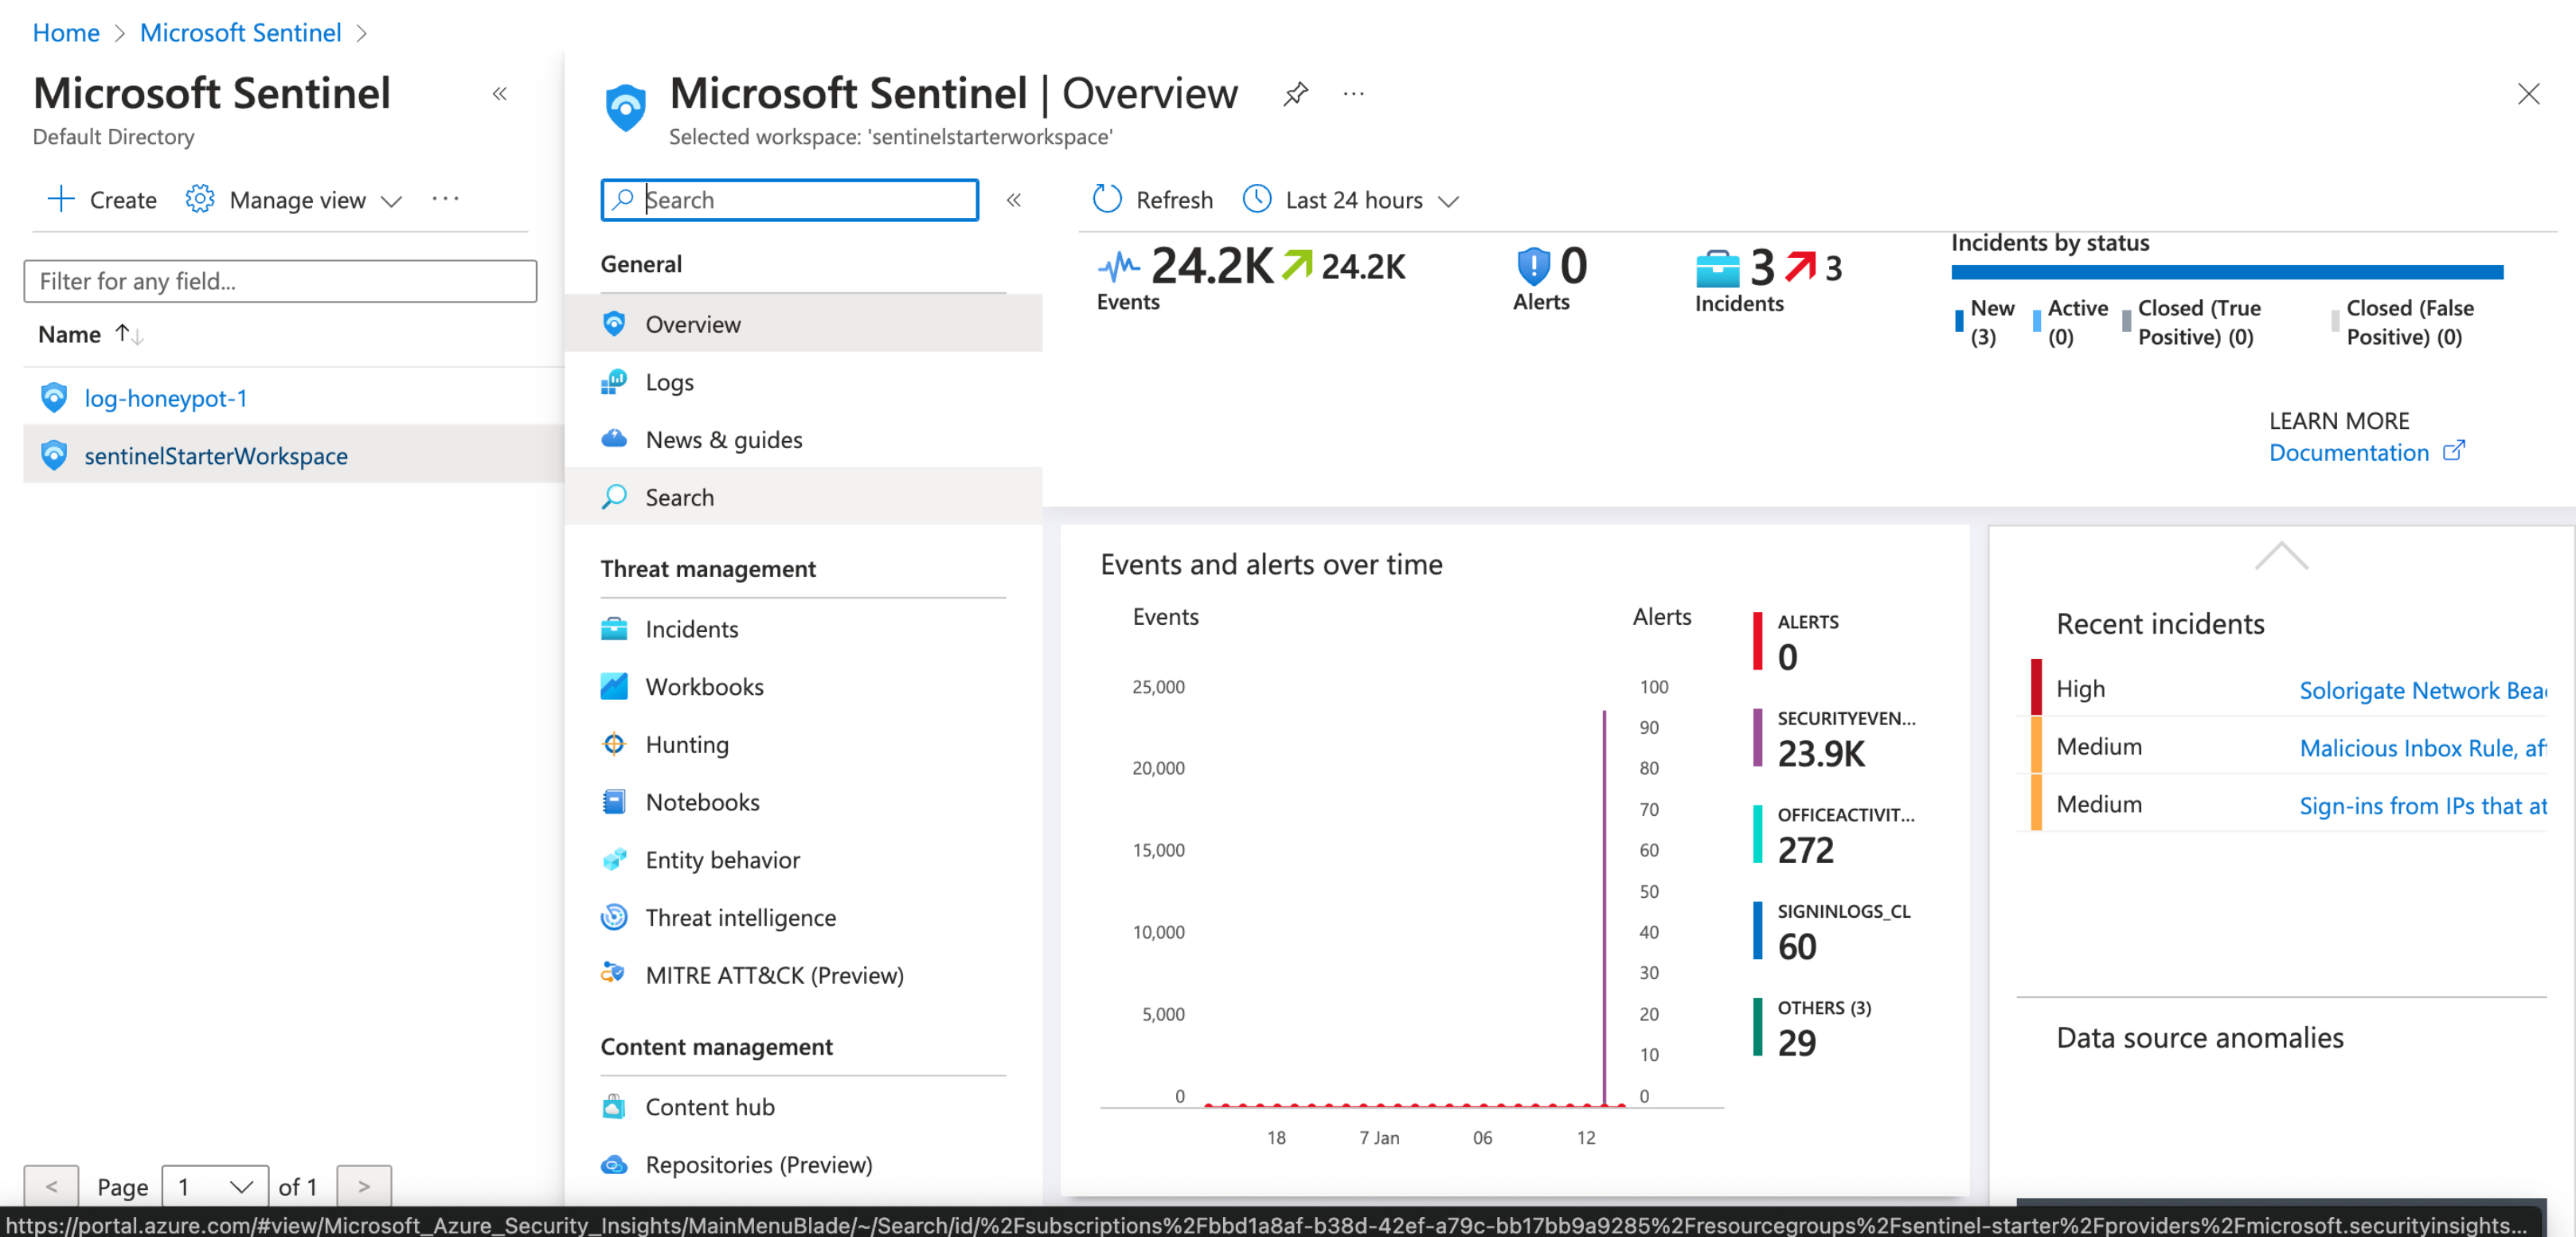 Home > Microsoft Sentinel >
Microsoft Sentinel «
Default Directory
+ Create Manage view ...
Filter for any field...
Name ↑↓
log-honeypot-1
sentinelStarterWorkspace
< Page 1 of 1 >
Microsoft Sentinel | Overview ...
Selected workspace: 'sentinelstarterworkspace'
Search «
General
Overview
Logs
News & guides
Search
Threat management
Incidents
Workbooks
Hunting
Notebooks
Entity behavior
Threat intelligence
MITRE ATT&CK (Preview)
Content management
Content hub
Repositories (Preview)
Refresh Last 24 hours
24.2K 24.2K
Events
0
Alerts
3 3
Incidents
Incidents by status
New (3)
Active (0)
Closed (True Positive) (0)
Closed (False Positive) (0)
LEARN MORE
Documentation
Events and alerts over time
Events Alerts
25,000 100
90
20,000 80
70
15,000 60
50
10,000 40
30
5,000 20
10
0 0
18 7 Jan 06 12
ALERTS
0
SECURITYEVEN...
23.9K
OFFICEACTIVIT...
272
SIGNINLOGS_CL
60
OTHERS (3)
29
Recent incidents
High Solorigate Network Bea
Medium Malicious Inbox Rule, af
Medium Sign-ins from IPs that at
Data source anomalies
https://portal.azure.com/#view/Microsoft_Azure_Security_Insights/MainMenuBlade/~/Search/id/%2Fsubscriptions%2Fbbd1a8af-b38d-42ef-a79c-bb17bb9a9285%2Fresourcegroups%2Fsentinel-starter%2Fproviders%2Fmicrosoft.securityinsights...